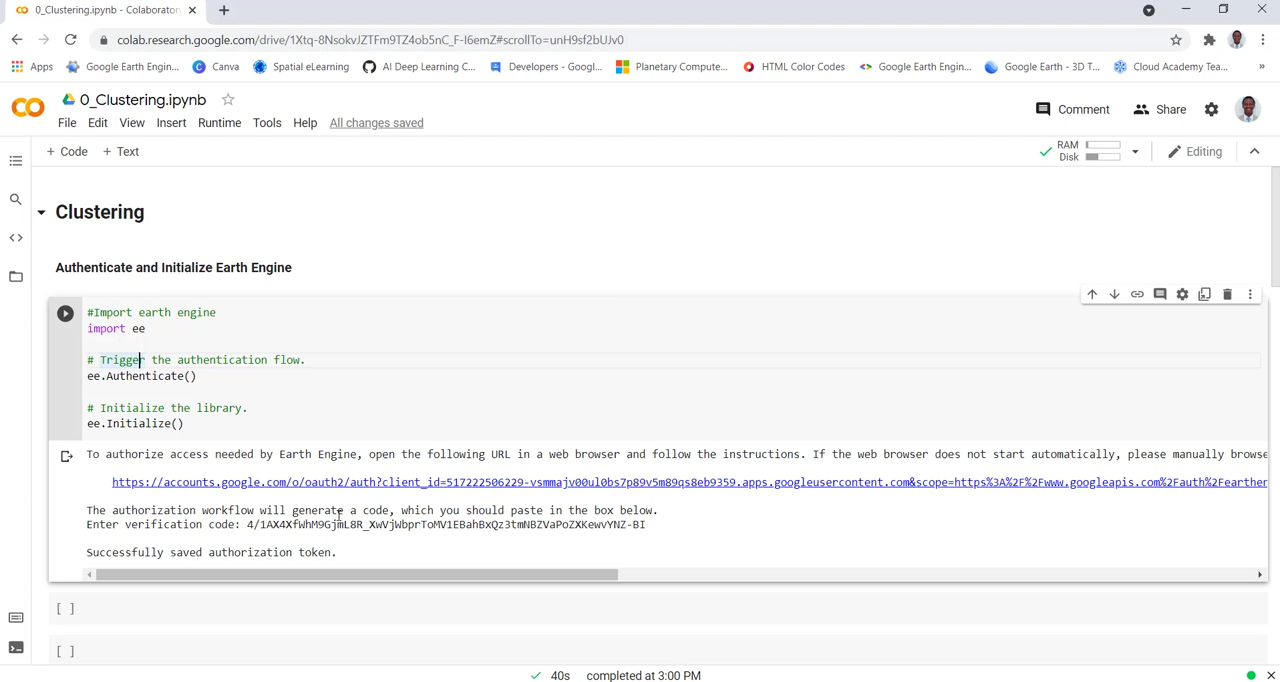 0_Clustering.ipynb - Colaborator
colab.research.google.com/drive/1Xtq-8NsokvJZTFm9TZ4ob5nC_F-I6emZ#scrollTo=unH9sf2bUJv0
Apps Google Earth Engin... Canva Spatial eLearning AI Deep Learning C... Developers - Googl... Planetary Compute... HTML Color Codes Google Earth Engin... Google Earth - 3D T... Cloud Academy Tea... »
CO 0_Clustering.ipynb
Comment Share
File Edit View Insert Runtime Tools Help All changes saved
+ Code + Text
RAM
Disk
Editing
Clustering
Authenticate and Initialize Earth Engine
#Import earth engine
import ee
# Trigger the authentication flow.
ee.Authenticate()
# Initialize the library.
ee.Initialize()
To authorize access needed by Earth Engine, open the following URL in a web browser and follow the instructions. If the web browser does not start automatically, please manually browse
https://accounts.google.com/o/oauth2/auth?client_id=517222506229-vsmmajv00ul0bs7p89v5m89qs8eb9359.apps.googleusercontent.com&scope=https%3A%2F%2Fwww.googleapis.com%2Fauth%2Fearthen
The authorization workflow will generate a code, which you should paste in the box below.
Enter verification code: 4/1AX4XfWhM9GjmL8R_XwVjWbprToMV1EBahBxQz3tmNBZVaPoZXKewvYNZ-BI
Successfully saved authorization token.
[ ]
[ ]
40s completed at 3:00 PM